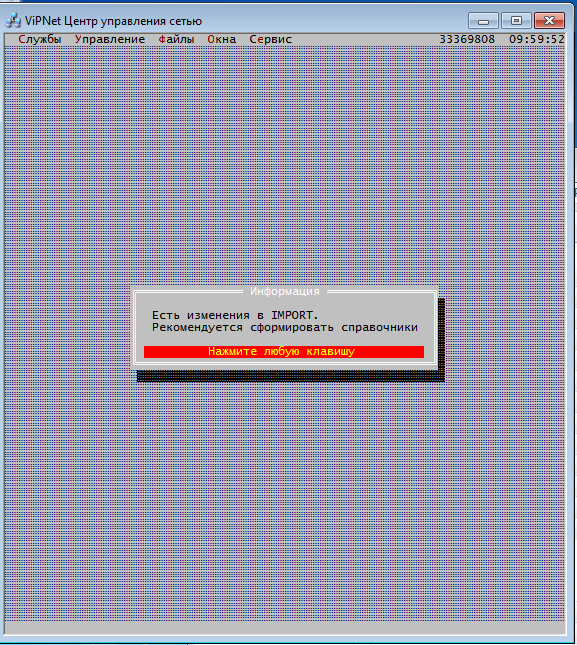 ViPNet Центр управления сетью
Службы Управление Файлы Окна Сервис 33369808 09:59:52
Информация
Есть изменения в IMPORT.
Рекомендуется сформировать справочники
Нажмите любую клавишу